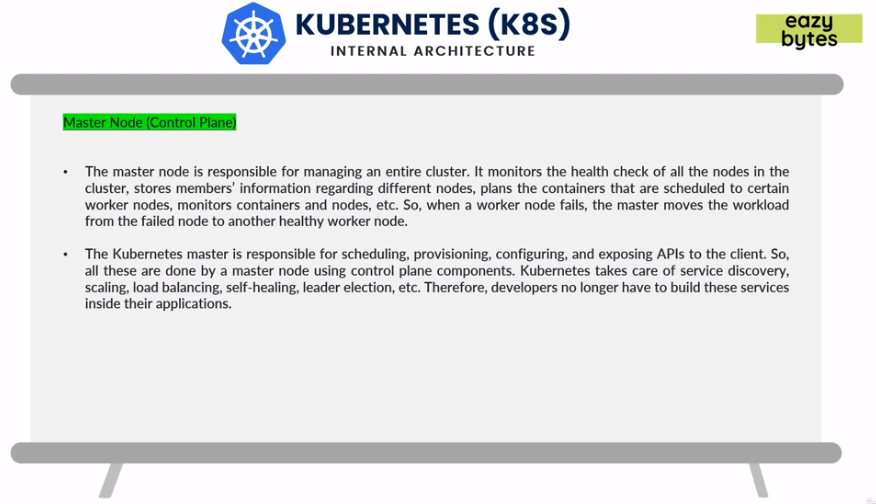 KUBERNETES (K8S)
INTERNAL ARCHITECTURE
eazy
bytes
Master Node (Control Plane)
• The master node is responsible for managing an entire cluster. It monitors the health check of all the nodes in the
cluster, stores members’ information regarding different nodes, plans the containers that are scheduled to certain
worker nodes, monitors containers and nodes, etc. So, when a worker node fails, the master moves the workload
from the failed node to another healthy worker node.
• The Kubernetes master is responsible for scheduling, provisioning, configuring, and exposing APIs to the client. So,
all these are done by a master node using control plane components. Kubernetes takes care of service discovery,
scaling, load balancing, self-healing, leader election, etc. Therefore, developers no longer have to build these services
inside their applications.